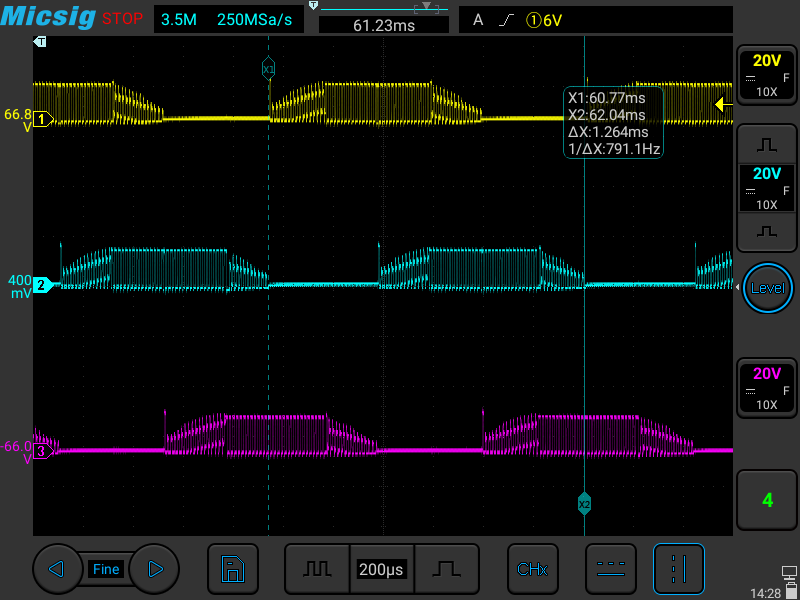 Micsig STOP 3.5M 250MSa/s T 61.23ms A ①6V
T
X1
20V
F
10X
X1:60.77ms
X2:62.04ms
ΔX:1.264ms
1/ΔX:791.1Hz
66.8
V
1
20V
F
10X
400
mV
2
Level
20V
F
10X
-66.0
V
3
X2
4
Fine
200µs
CHx
14:28